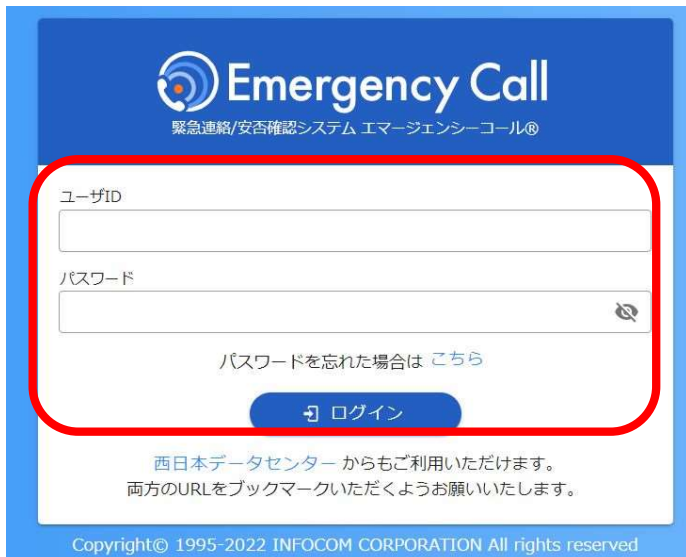 Emergency Call
緊急連絡/安否確認システム エマージェンシーコール®
ユーザID
パスワード
パスワードを忘れた場合は こちら
ログイン
西日本データセンター からもご利用いただけます。
両方のURLをブックマークいただくようお願いいたします。
Copyright© 1995-2022 INFOCOM CORPORATION All rights reserved